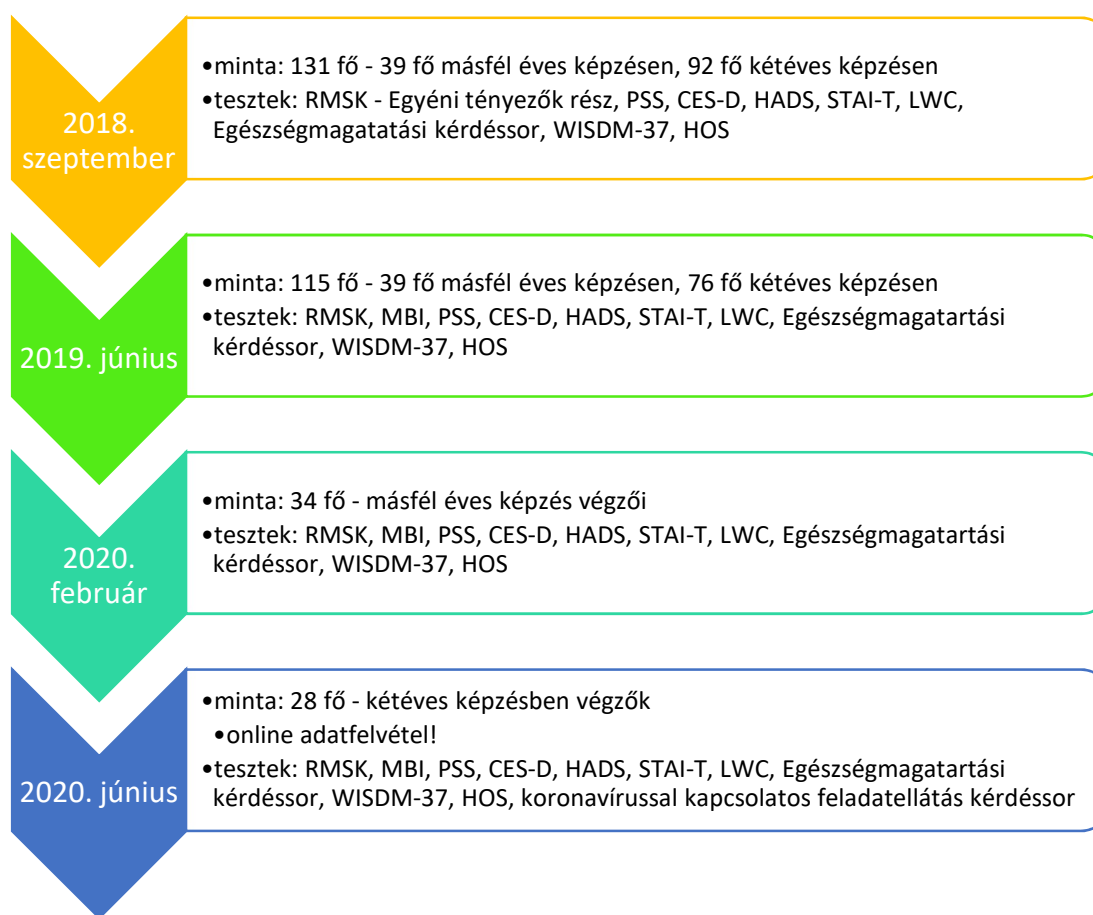 2018.
szeptember
•minta: 131 fő - 39 fő másfél éves képzésen, 92 fő kétéves képzésen
•tesztek: RMSK - Egyéni tényezők rész, PSS, CES-D, HADS, STAI-T, LWC,
Egészségmagatatási kérdéssor, WISDM-37, HOS
2019. június
•minta: 115 fő - 39 fő másfél éves képzésen, 76 fő kétéves képzésen
•tesztek: RMSK, MBI, PSS, CES-D, HADS, STAI-T, LWC, Egészségmagatartási
kérdéssor, WISDM-37, HOS
2020.
február
•minta: 34 fő - másfél éves képzés végzői
•tesztek: RMSK, MBI, PSS, CES-D, HADS, STAI-T, LWC, Egészségmagatartási
kérdéssor, WISDM-37, HOS
2020. június
•minta: 28 fő - kétéves képzésben végzők
•online adatfelvétel!
•tesztek: RMSK, MBI, PSS, CES-D, HADS, STAI-T, LWC, Egészségmagatartási
kérdéssor, WISDM-37, HOS, koronavírussal kapcsolatos feladatellátás kérdéssor